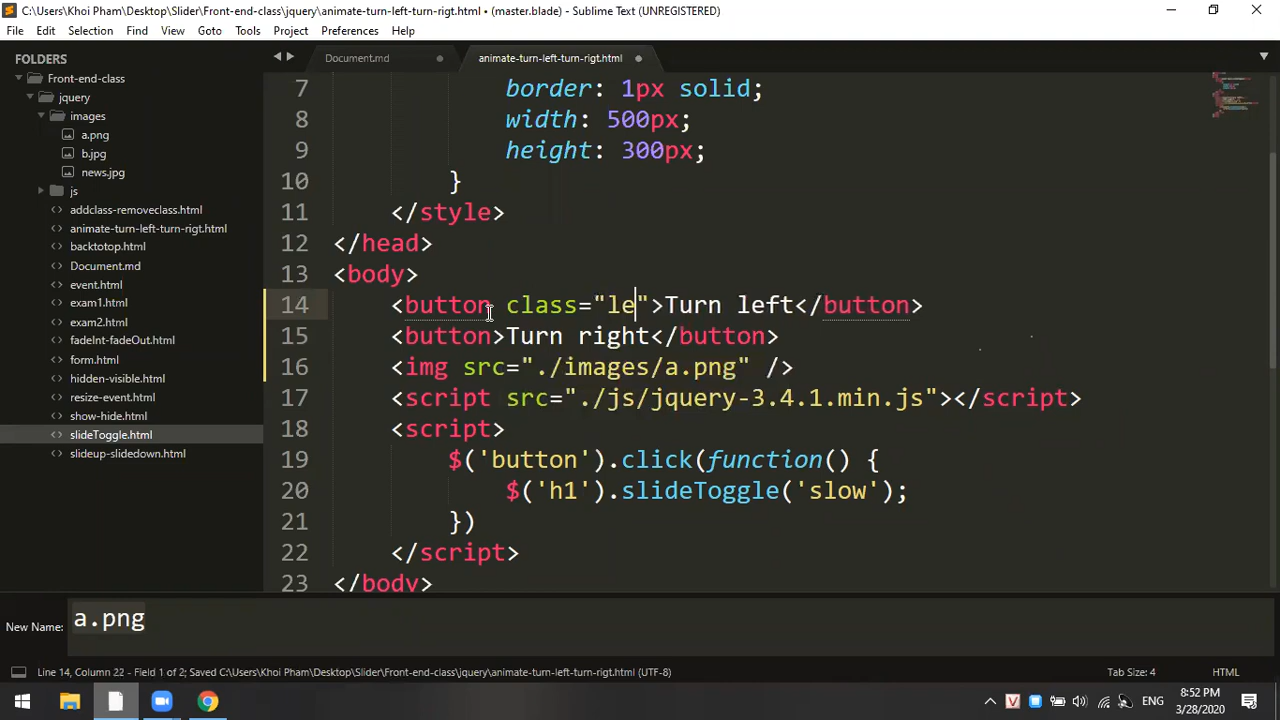 C:\Users\Khoi Pham\Desktop\Slider\Front-end-class\jquery\animate-turn-left-turn-rigt.html • (master.blade) - Sublime Text (UNREGISTERED)
File Edit Selection Find View Goto Tools Project Preferences Help
FOLDERS
Front-end-class
jquery
images
a.png
b.jpg
news.jpg
js
addclass-removeclass.html
animate-turn-left-turn-rigt.html
backtotop.html
Document.md
event.html
exam1.html
exam2.html
fadeInt-fadeOut.html
form.html
hidden-visible.html
resize-event.html
show-hide.html
slideToggle.html
slideup-slidedown.html
Document.md
animate-turn-left-turn-rigt.html
7 border: 1px solid;
8 width: 500px;
9 height: 300px;
10 }
11 </style>
12 </head>
13 <body>
14 <button class="le">Turn left</button>
15 <button>Turn right</button>
16 <img src="./images/a.png" />
17 <script src="./js/jquery-3.4.1.min.js"></script>
18 <script>
19 $('button').click(function() {
20 $('h1').slideToggle('slow');
21 })
22 </script>
23 </body>
New Name: a.png
Line 14, Column 22 - Field 1 of 2; Saved C:\Users\Khoi Pham\Desktop\Slider\Front-end-class\jquery\animate-turn-left-turn-rigt.html (UTF-8)
Tab Size: 4
HTML
V
ENG
8:52 PM
3/28/2020